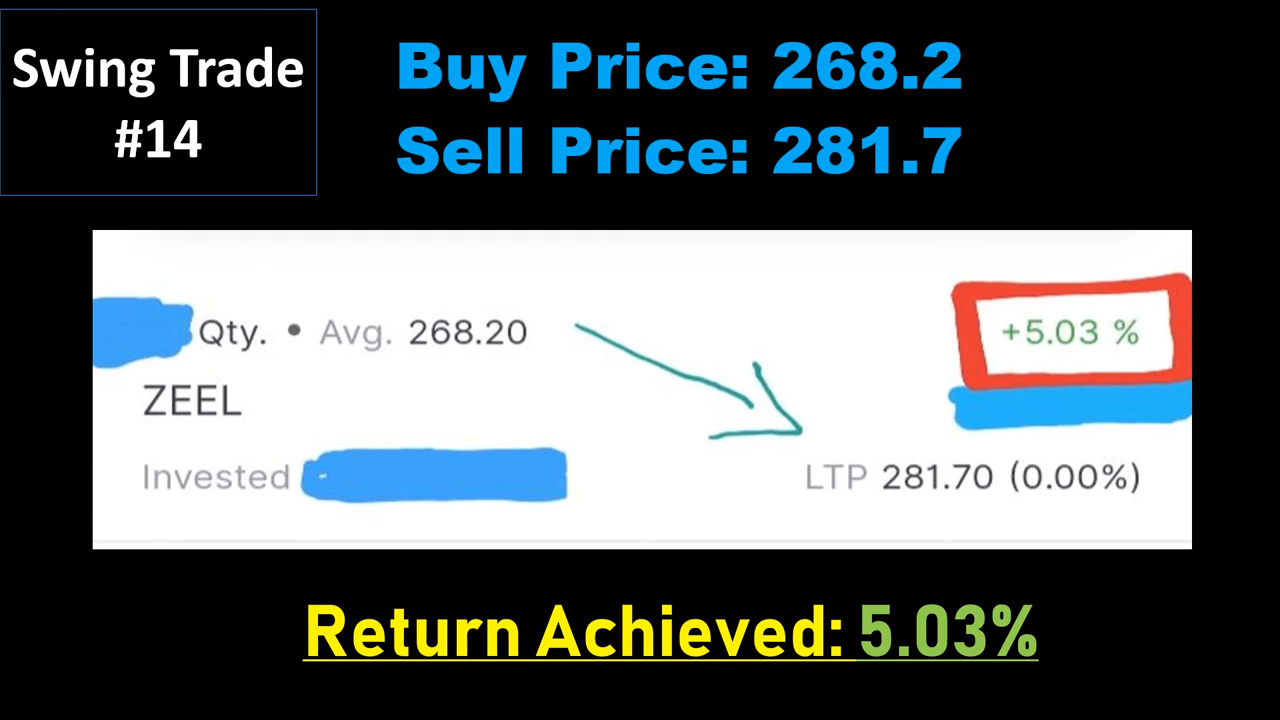 Swing Trade
#14
Buy Price: 268.2
Sell Price: 281.7
Qty. • Avg. 268.20
+5.03 %
ZEEL
Invested
LTP 281.70 (0.00%)
Return Achieved: 5.03%